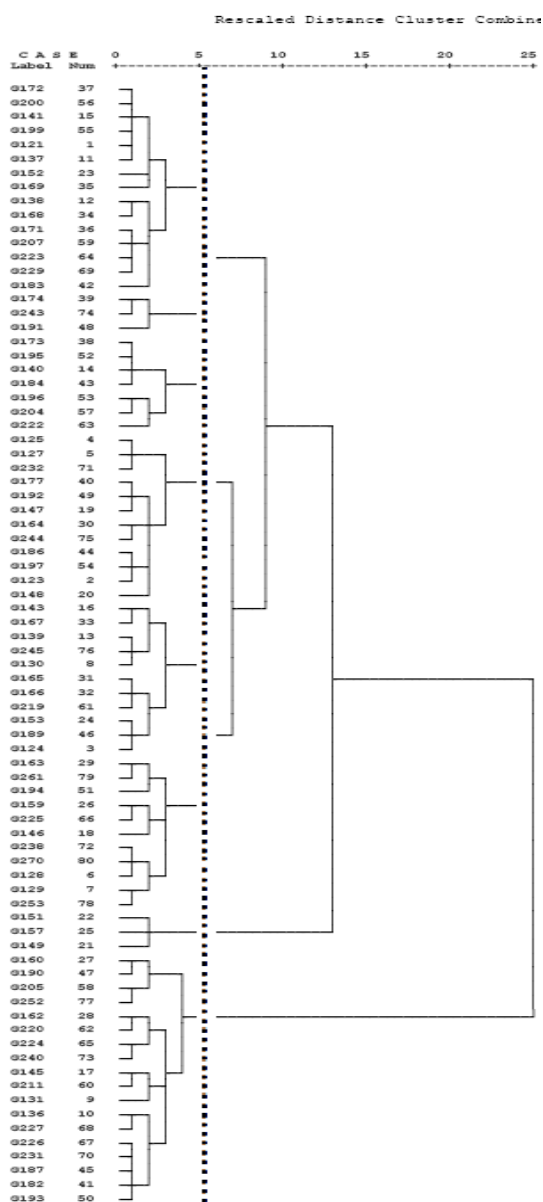 Rescaled Distance Cluster Combine
C A S E 0 5 10 15 20 25
Label Num
G172 37
G200 56
G141 15
G199 55
G121 1
G137 11
G152 23
G169 35
G138 12
G168 34
G171 36
G207 59
G223 64
G229 69
G183 42
G174 39
G243 74
G191 48
G173 38
G195 52
G140 14
G184 43
G196 53
G204 57
G222 63
G125 4
G127 5
G232 71
G177 40
G192 49
G147 19
G164 30
G244 75
G186 44
G197 54
G123 2
G148 20
G143 16
G167 33
G139 13
G245 76
G130 8
G165 31
G166 32
G219 61
G153 24
G189 46
G124 3
G163 29
G261 79
G194 51
G159 26
G225 66
G146 18
G238 72
G270 80
G128 6
G129 7
G253 78
G151 22
G157 25
G149 21
G160 27
G190 47
G205 58
G252 77
G162 28
G220 62
G224 65
G240 73
G145 17
G211 60
G131 9
G136 10
G227 68
G226 67
G231 70
G187 45
G182 41
G193 50